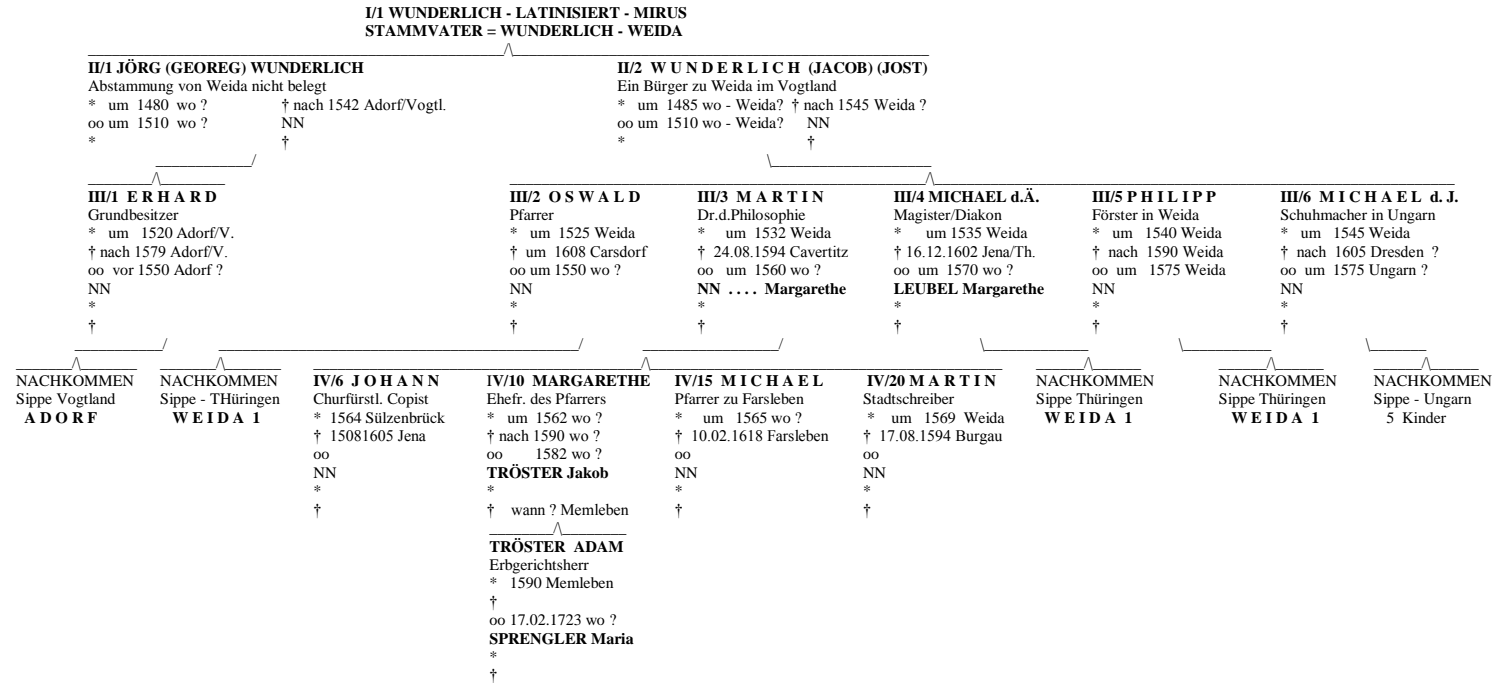 I/1 WUNDERLICH - LATINISIERT - MIRUS
STAMMVATER = WUNDERLICH - WEIDA
II/1 JÖRG (GEOREG) WUNDERLICH
Abstammung von Weida nicht belegt
* um 1480 wo ? † nach 1542 Adorf/Vogtl.
oo um 1510 wo ? NN
* †
II/2 W U N D E R L I C H (JACOB) (JOST)
Ein Bürger zu Weida im Vogtland
* um 1485 wo - Weida? † nach 1545 Weida ?
oo um 1510 wo - Weida? NN
* †
III/1 E R H A R D
Grundbesitzer
* um 1520 Adorf/V.
† nach 1579 Adorf/V.
oo vor 1550 Adorf ?
NN
*
†
III/2 O S W A L D
Pfarrer
* um 1525 Weida
† um 1608 Carsdorf
oo um 1550 wo ?
NN
*
†
III/3 M A R T I N
Dr.d.Philosophie
* um 1532 Weida
† 24.08.1594 Cavertitz
oo um 1560 wo ?
NN . . . . Margarethe
*
†
III/4 MICHAEL d.Ä.
Magister/Diakon
* um 1535 Weida
† 16.12.1602 Jena/Th.
oo um 1570 wo ?
LEUBEL Margarethe
*
†
III/5 P H I L I P P
Förster in Weida
* um 1540 Weida
† nach 1590 Weida
oo um 1575 Weida
NN
*
†
III/6 M I C H A E L d. J.
Schuhmacher in Ungarn
* um 1545 Weida
† nach 1605 Dresden ?
oo um 1575 Ungarn ?
NN
*
†
NACHKOMMEN
Sippe Vogtland
A D O R F
NACHKOMMEN
Sippe - THüringen
W E I D A 1
IV/6 J O H A N N
Churfürstl. Copist
* 1564 Sülzenbrück
† 15081605 Jena
oo
NN
*
†
IV/10 MARGARETHE
Ehefr. des Pfarrers
* um 1562 wo ?
† nach 1590 wo ?
oo 1582 wo ?
TRÖSTER Jakob
*
† wann ? Memleben
IV/15 M I C H A E L
Pfarrer zu Farsleben
* um 1565 wo ?
† 10.02.1618 Farsleben
oo
NN
*
†
IV/20 M A R T I N
Stadtschreiber
* um 1569 Weida
† 17.08.1594 Burgau
oo
NN
*
†
NACHKOMMEN
Sippe Thüringen
W E I D A 1
NACHKOMMEN
Sippe Thüringen
W E I D A 1
NACHKOMMEN
Sippe - Ungarn
5 Kinder
TRÖSTER ADAM
Erbgerichtsherr
* 1590 Memleben
†
oo 17.02.1723 wo ?
SPRENGLER Maria
*
†